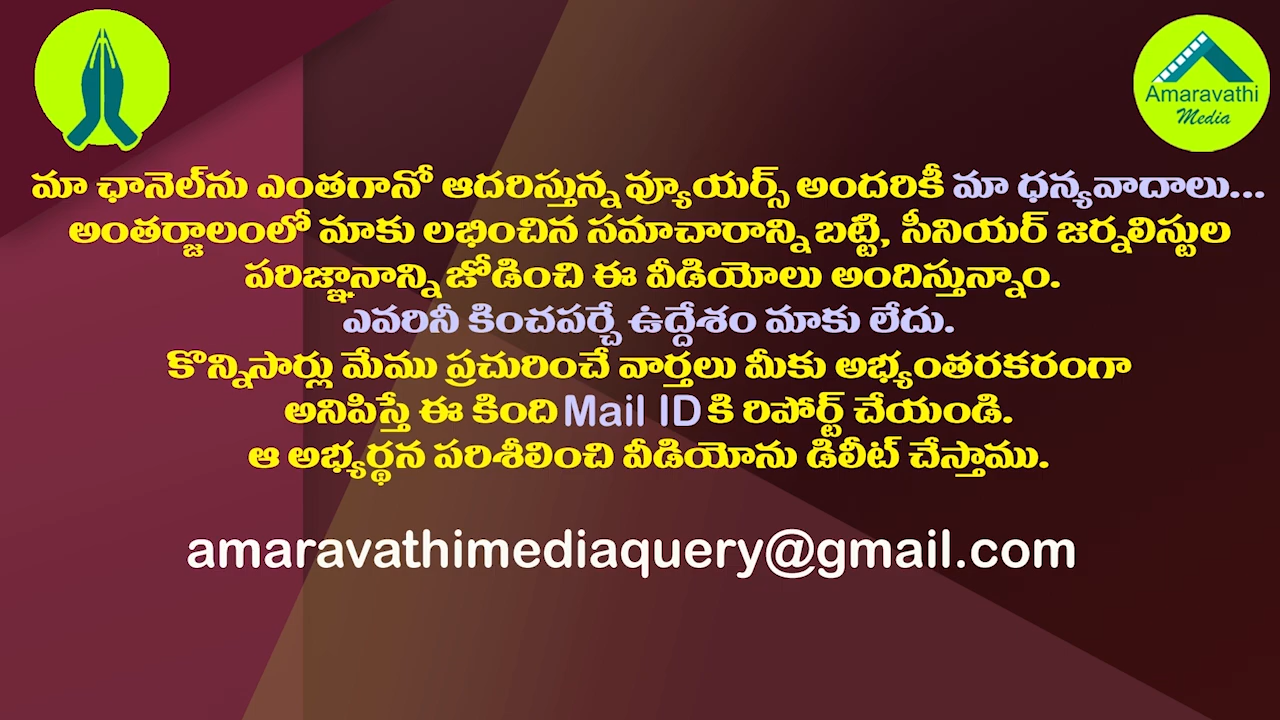 Amaravathi
Media
మా ఛానెల్‌ను ఎంతగానో ఆదరిస్తున్న వ్యూయర్స్ అందరికీ మా ధన్యవాదాలు...
అంతర్జాలంలో మాకు లభించిన సమాచారాన్ని బట్టి, సీనియర్ జర్నలిస్టుల
పరిజ్ఞానాన్ని జోడించి ఈ వీడియోలు అందిస్తున్నాం.
ఎవరినీ కించపర్చే ఉద్దేశం మాకు లేదు.
కొన్నిసార్లు మేము ప్రచురించే వార్తలు మీకు అభ్యంతరకరంగా
అనిపిస్తే ఈ కింది Mail ID కి రిపోర్ట్ చేయండి.
ఆ అభ్యర్థన పరిశీలించి వీడియోను డిలీట్ చేస్తాము.
amaravathimediaquery@gmail.com